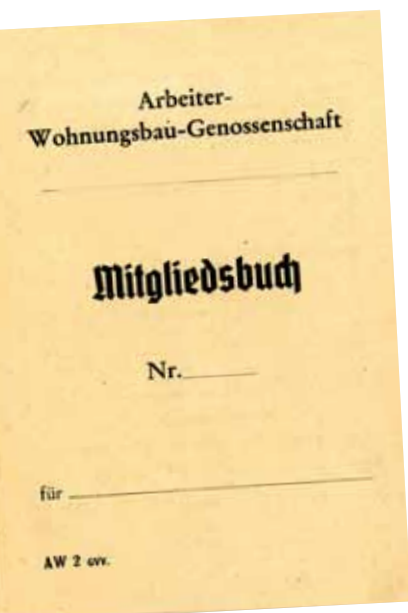 Arbeiter-
Wohnungsbau-Genossenschaft
Mitgliedsbuch
Nr.
für
AW 2